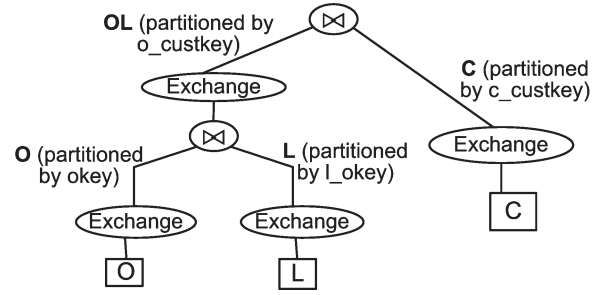 ⋈
OL (partitioned by
o_custkey)
C (partitioned
by c_custkey)
Exchange
⋈
O (partitioned
by okey)
L (partitioned
by l_okey)
Exchange
Exchange
Exchange
C
O
L